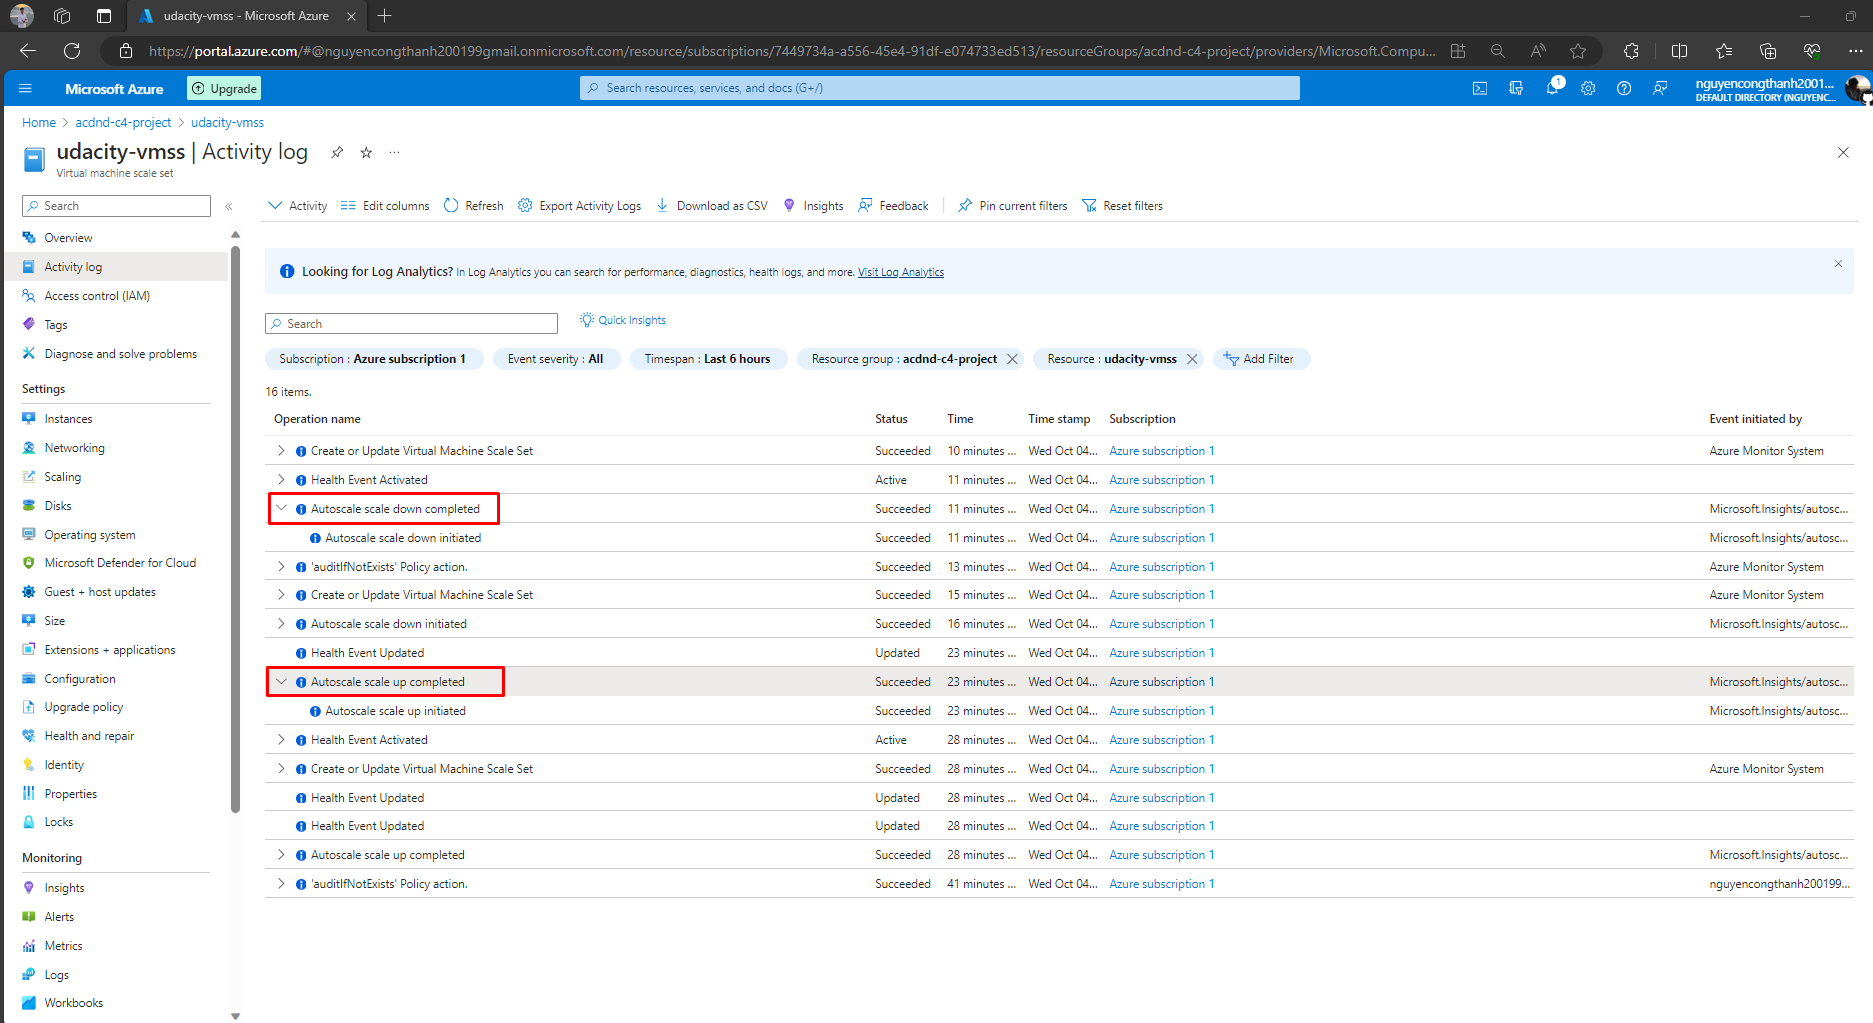 udacity-vmss - Microsoft Azure
https://portal.azure.com/#@nguyencongthanh200199gmail.onmicrosoft.com/resource/subscriptions/7449734a-a556-45e4-91df-e074733ed513/resourceGroups/acdnd-c4-project/providers/Microsoft.Compu...
Microsoft Azure
Upgrade
Search resources, services, and docs (G+/)
1
nguyencongthanh2001...
DEFAULT DIRECTORY (NGUYENC...
Home > acdnd-c4-project > udacity-vmss
udacity-vmss | Activity log
Virtual machine scale set
Search
Overview
Activity log
Access control (IAM)
Tags
Diagnose and solve problems
Settings
Instances
Networking
Scaling
Disks
Operating system
Microsoft Defender for Cloud
Guest + host updates
Size
Extensions + applications
Configuration
Upgrade policy
Health and repair
Identity
Properties
Locks
Monitoring
Insights
Alerts
Metrics
Logs
Workbooks
Activity Edit columns Refresh Export Activity Logs Download as CSV Insights Feedback Pin current filters Reset filters
Looking for Log Analytics? In Log Analytics you can search for performance, diagnostics, health logs, and more. Visit Log Analytics
Search Quick Insights
Subscription : Azure subscription 1 Event severity : All Timespan : Last 6 hours Resource group : acdnd-c4-project Resource : udacity-vmss Add Filter
16 items.
Operation name Status Time Time stamp Subscription Event initiated by
Create or Update Virtual Machine Scale Set Succeeded 10 minutes ... Wed Oct 04... Azure subscription 1 Azure Monitor System
Health Event Activated Active 11 minutes ... Wed Oct 04... Azure subscription 1
Autoscale scale down completed Succeeded 11 minutes ... Wed Oct 04... Azure subscription 1 Microsoft.Insights/autosc...
Autoscale scale down initiated Succeeded 11 minutes ... Wed Oct 04... Azure subscription 1 Microsoft.Insights/autosc...
'auditIfNotExists' Policy action. Succeeded 13 minutes ... Wed Oct 04... Azure subscription 1 Azure Monitor System
Create or Update Virtual Machine Scale Set Succeeded 15 minutes ... Wed Oct 04... Azure subscription 1 Azure Monitor System
Autoscale scale down initiated Succeeded 16 minutes ... Wed Oct 04... Azure subscription 1 Microsoft.Insights/autosc...
Health Event Updated Updated 23 minutes ... Wed Oct 04... Azure subscription 1
Autoscale scale up completed Succeeded 23 minutes ... Wed Oct 04... Azure subscription 1 Microsoft.Insights/autosc...
Autoscale scale up initiated Succeeded 23 minutes ... Wed Oct 04... Azure subscription 1 Microsoft.Insights/autosc...
Health Event Activated Active 28 minutes ... Wed Oct 04... Azure subscription 1
Create or Update Virtual Machine Scale Set Succeeded 28 minutes ... Wed Oct 04... Azure subscription 1 Azure Monitor System
Health Event Updated Updated 28 minutes ... Wed Oct 04... Azure subscription 1
Health Event Updated Updated 28 minutes ... Wed Oct 04... Azure subscription 1
Autoscale scale up completed Succeeded 28 minutes ... Wed Oct 04... Azure subscription 1 Microsoft.Insights/autosc...
'auditIfNotExists' Policy action. Succeeded 41 minutes ... Wed Oct 04... Azure subscription 1 nguyencongthanh200199...